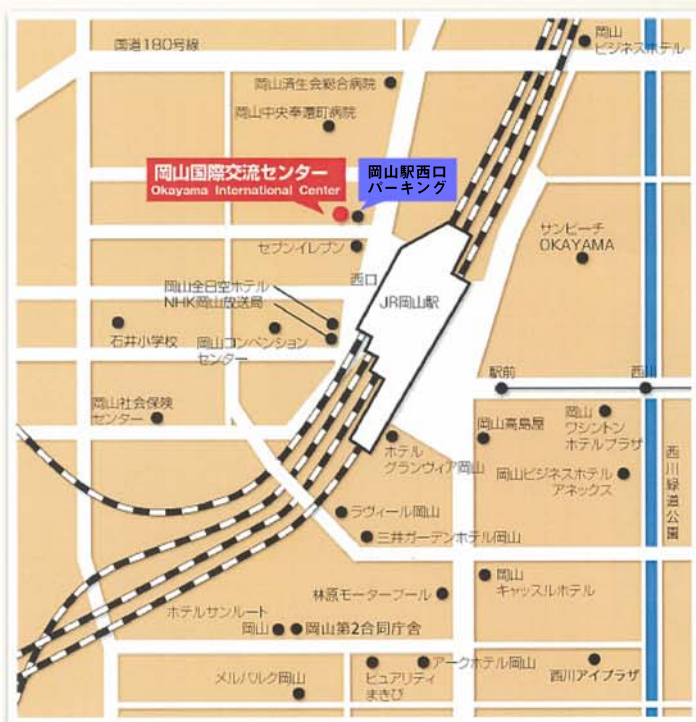 岡山
ビジネスホテル
国道180号線
岡山済生会総合病院
岡山中央奉還町病院
岡山国際交流センター
Okayama International Center
岡山駅西口
パーキング
サンピーチ
OKAYAMA
セブンイレブン
西口
JR岡山駅
岡山全日空ホテル
NHK岡山放送局
石井小学校
岡山コンベンション
センター
駅前
西川
岡山社会保険
センター
岡山高島屋
岡山
ワシントン
ホテルプラザ
ホテル
グランヴィア岡山
岡山ビジネスホテル
アネックス
西川緑道公園
ラヴィール岡山
三井ガーデンホテル岡山
岡山
キャッスルホテル
林原モータープール
ホテルサンルート
岡山
岡山第2合同庁舎
アークホテル岡山
ピュアリティ
まきび
西川アイプラザ
メルパルク岡山